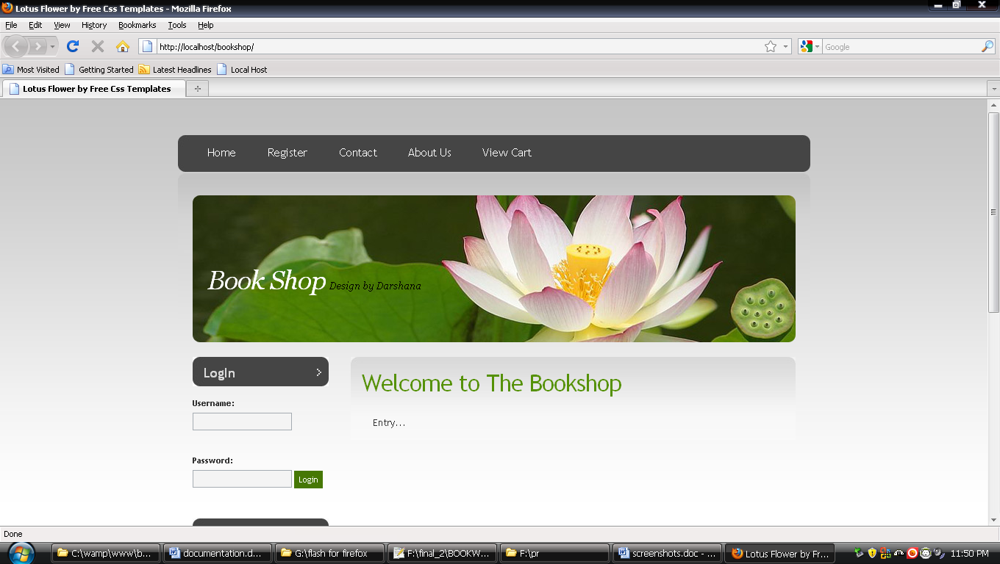 Lotus Flower by Free Css Templates - Mozilla Firefox
File Edit View History Bookmarks Tools Help
http://localhost/bookshop/
Google
Most Visited Getting Started Latest Headlines Local Host
Lotus Flower by Free Css Templates
Home Register Contact About Us View Cart
Book Shop Design by Darshana
LogIn
Welcome to The Bookshop
Username:
Entry...
Password:
Login
Done
C:\wamp\www\b... documentation.d... G:\flash for firefox F:\final_2\BOOKW... F:\pr screenshots.doc - ... Lotus Flower by Fr... 11:50 PM